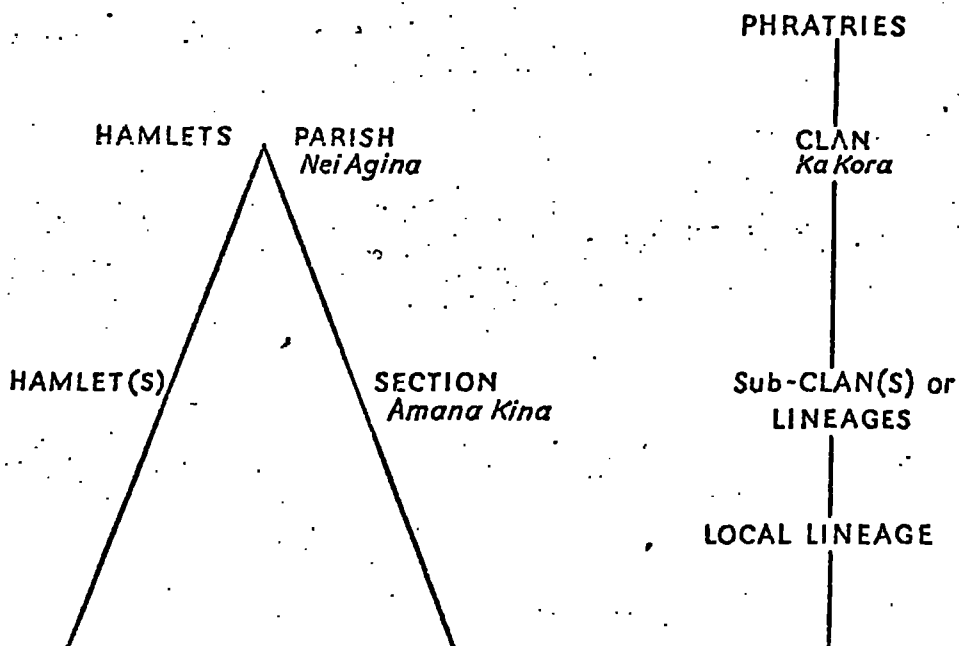 PHRATRIES
HAMLETS PARISH
Nei Agina
CLAN
Ka Kora
HAMLET(S)
SECTION
Amana Kina
Sub-CLAN(S) or
LINEAGES
LOCAL LINEAGE